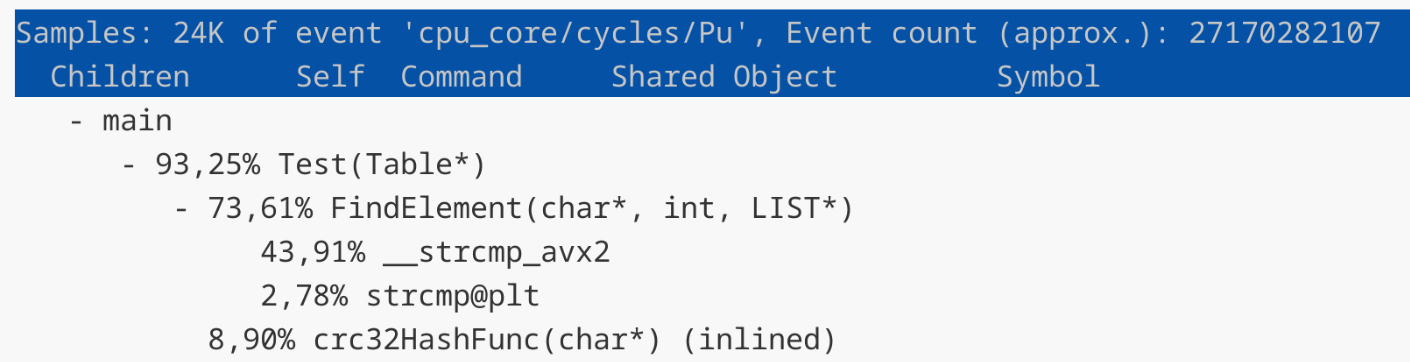 Samples: 24K of event 'cpu_core/cycles/Pu', Event count (approx.): 27170282107
Children Self Command Shared Object Symbol
- main
- 93,25% Test(Table*)
- 73,61% FindElement(char*, int, LIST*)
43,91% __strcmp_avx2
2,78% strcmp@plt
8,90% crc32HashFunc(char*) (inlined)